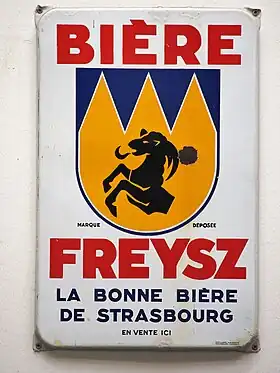 BIÈRE
MARQUE DÉPOSÉE
FREYSZ
LA BONNE BIÈRE
DE STRASBOURG
EN VENTE ICI